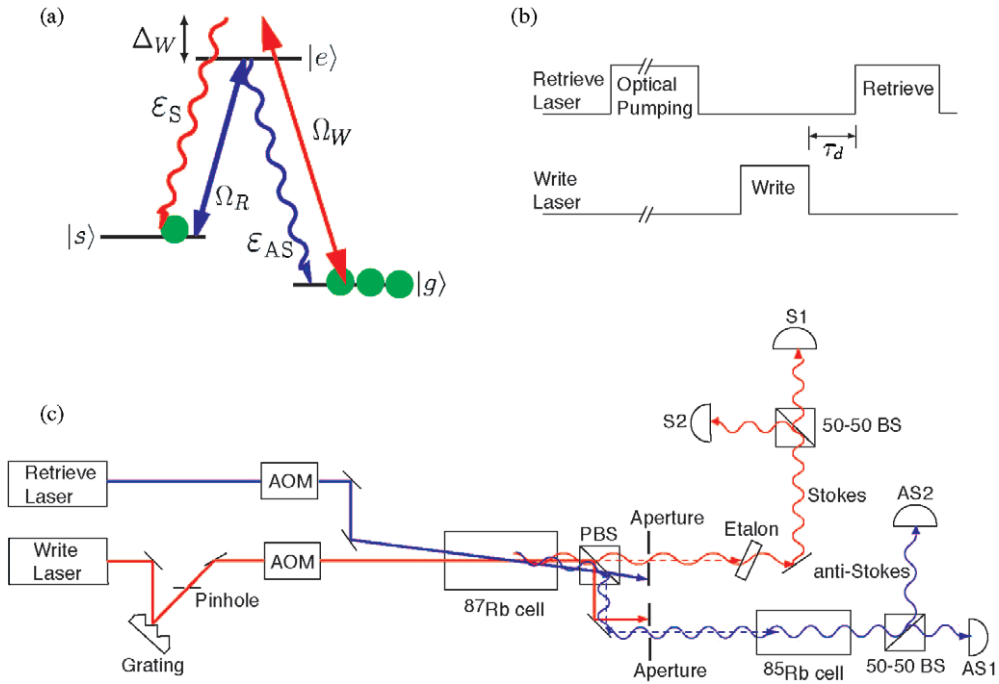 (a)
Δ_W
|e⟩
ε_S
Ω_W
Ω_R
|s⟩
ε_AS
|g⟩
(b)
Retrieve
Laser
Optical
Pumping
Retrieve
τ_d
Write
Laser
Write
(c)
S1
S2
50-50 BS
Retrieve
Laser
AOM
Stokes
AS2
PBS
Aperture
Etalon
Write
Laser
AOM
anti-Stokes
Pinhole
⁸⁷Rb cell
Grating
Aperture
⁸⁵Rb cell
50-50 BS
AS1